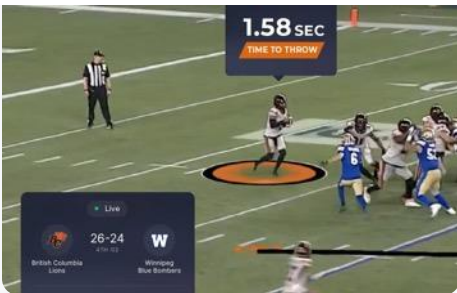 1.58 SEC
TIME TO THROW
6
Live
26-24
W
British Columbia
Lions
Winnipeg
Blue Bombers